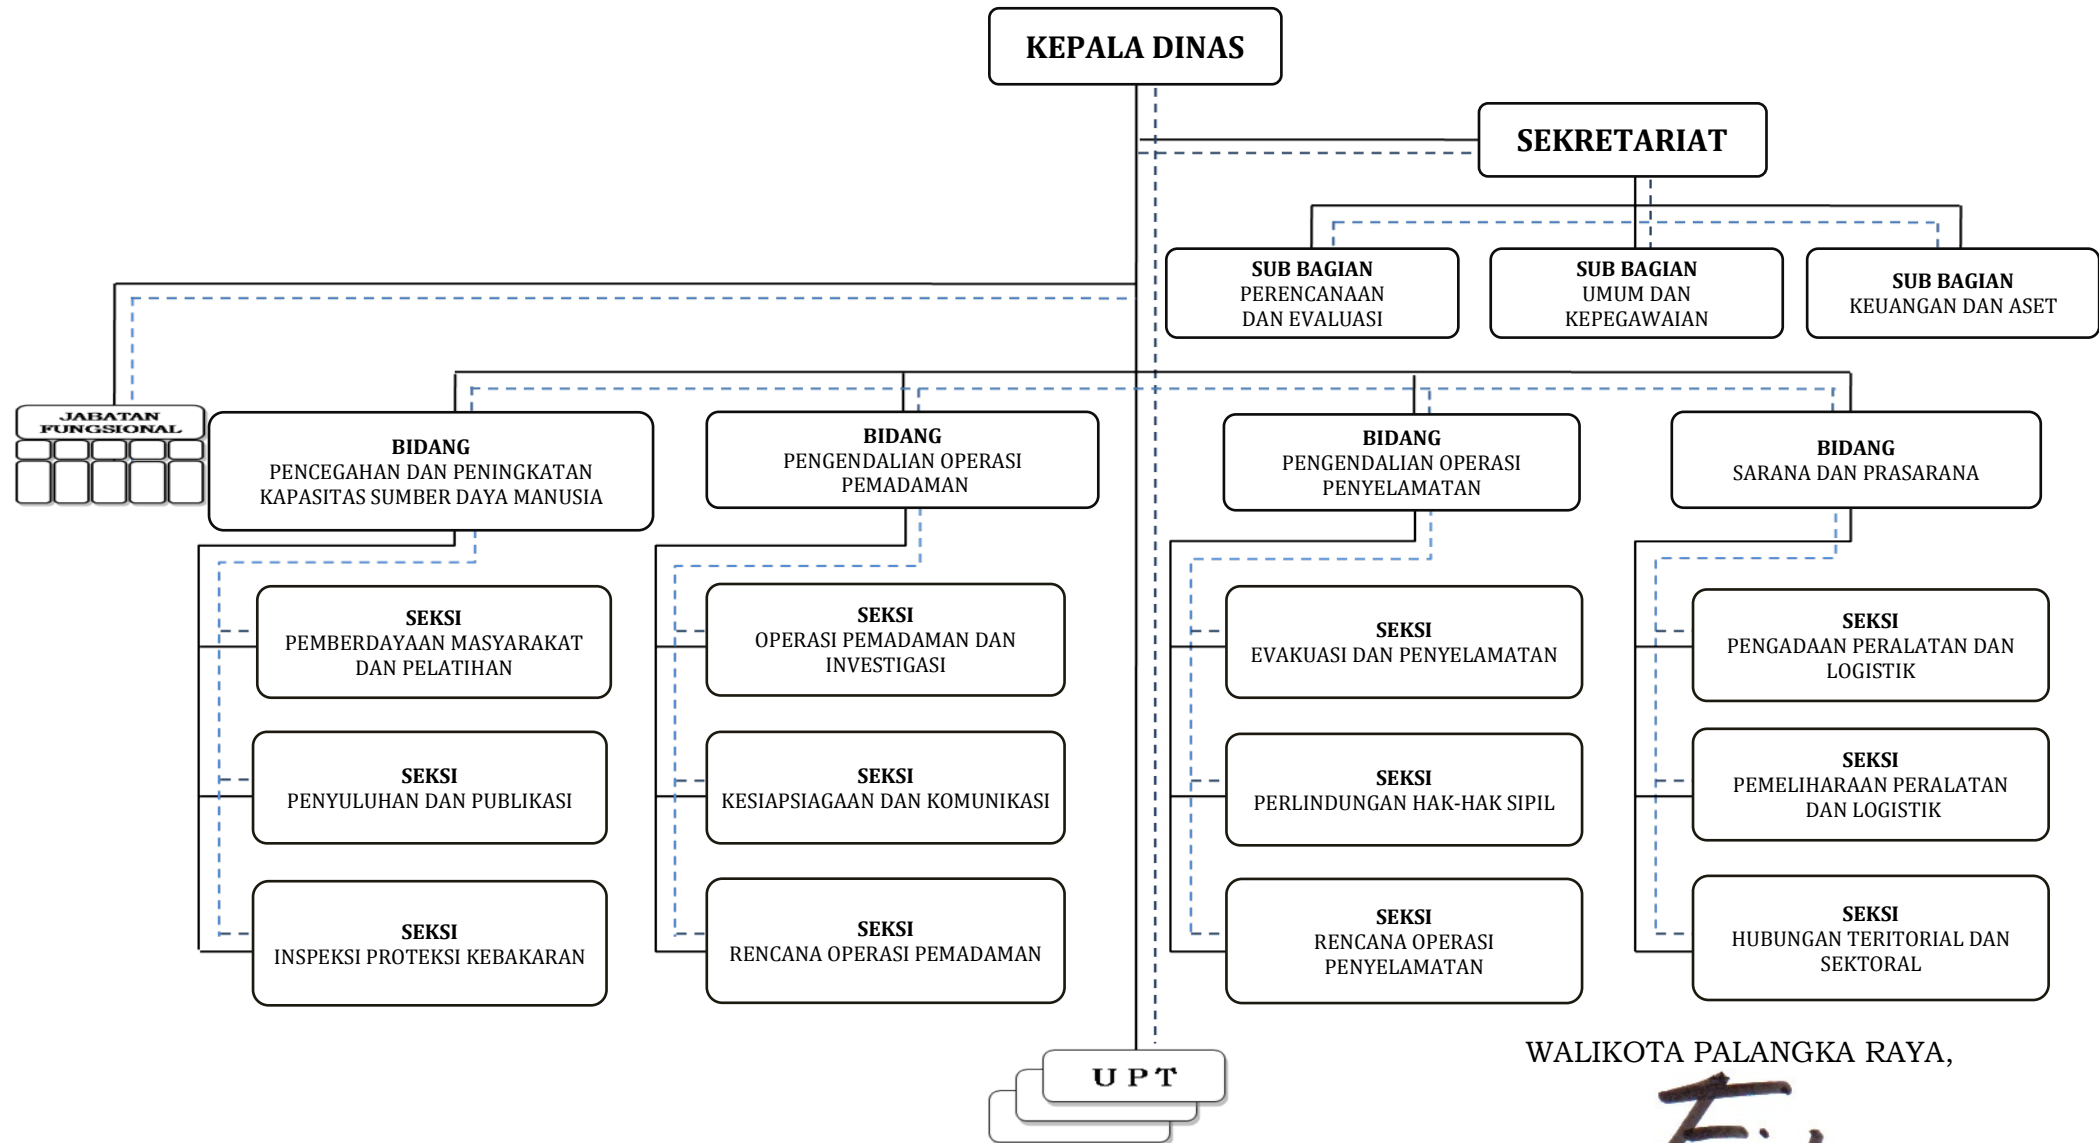 KEPALA DINAS
SEKRETARIAT
SUB BAGIAN
PERENCANAAN
DAN EVALUASI
SUB BAGIAN
UMUM DAN
KEPEGAWAIAN
SUB BAGIAN
KEUANGAN DAN ASET
JABATAN
FUNGSIONAL
BIDANG
PENCEGAHAN DAN PENINGKATAN
KAPASITAS SUMBER DAYA MANUSIA
BIDANG
PENGENDALIAN OPERASI
PEMADAMAN
BIDANG
PENGENDALIAN OPERASI
PENYELAMATAN
BIDANG
SARANA DAN PRASARANA
SEKSI
PEMBERDAYAAN MASYARAKAT
DAN PELATIHAN
SEKSI
OPERASI PEMADAMAN DAN
INVESTIGASI
SEKSI
EVAKUASI DAN PENYELAMATAN
SEKSI
PENGADAAN PERALATAN DAN
LOGISTIK
SEKSI
PENYULUHAN DAN PUBLIKASI
SEKSI
KESIAPSIAGAAN DAN KOMUNIKASI
SEKSI
PERLINDUNGAN HAK-HAK SIPIL
SEKSI
PEMELIHARAAN PERALATAN
DAN LOGISTIK
SEKSI
INSPEKSI PROTEKSI KEBAKARAN
SEKSI
RENCANA OPERASI PEMADAMAN
SEKSI
RENCANA OPERASI
PENYELAMATAN
SEKSI
HUBUNGAN TERITORIAL DAN
SEKTORAL
WALIKOTA PALANGKA RAYA,
U P T